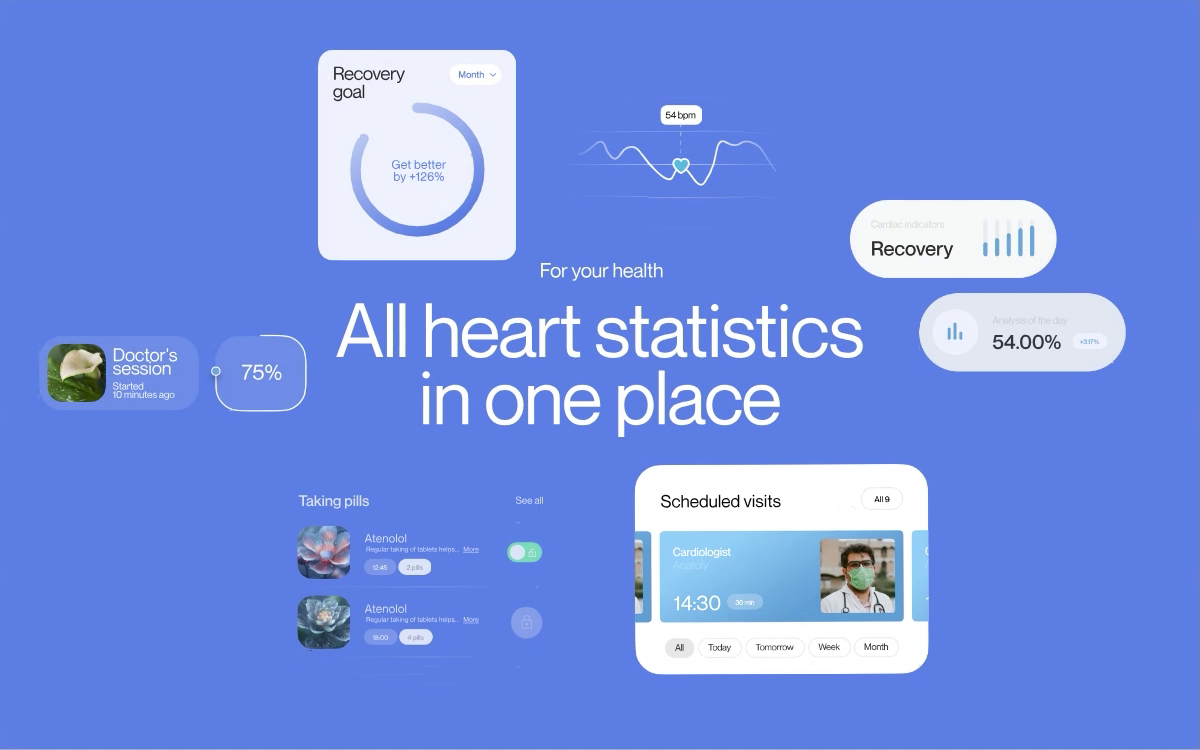 Recovery
goal
Month
Get better
by +126%
54 bpm
For your health
All heart statistics
in one place
Cardiac indicators
Recovery
Analysis of the day
54.00%
+3.17%
Doctor's
session
Started
10 minutes ago
75%
Taking pills
See all
Atenolol
Regular taking of tablets helps... More
12:45
2 pills
Atenolol
Regular taking of tablets helps... More
18:00
4 pills
Scheduled visits
All 9
Cardiologist
Anatoly
14:30
30 min
All
Today
Tomorrow
Week
Month